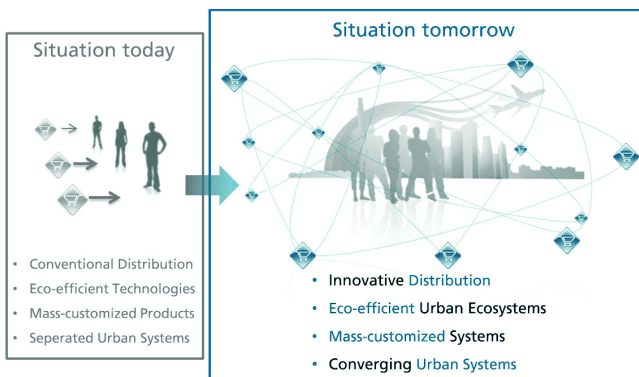 Situation today
• Conventional Distribution
• Eco-efficient Technologies
• Mass-customized Products
• Seperated Urban Systems
Situation tomorrow
• Innovative Distribution
• Eco-efficient Urban Ecosystems
• Mass-customized Systems
• Converging Urban Systems